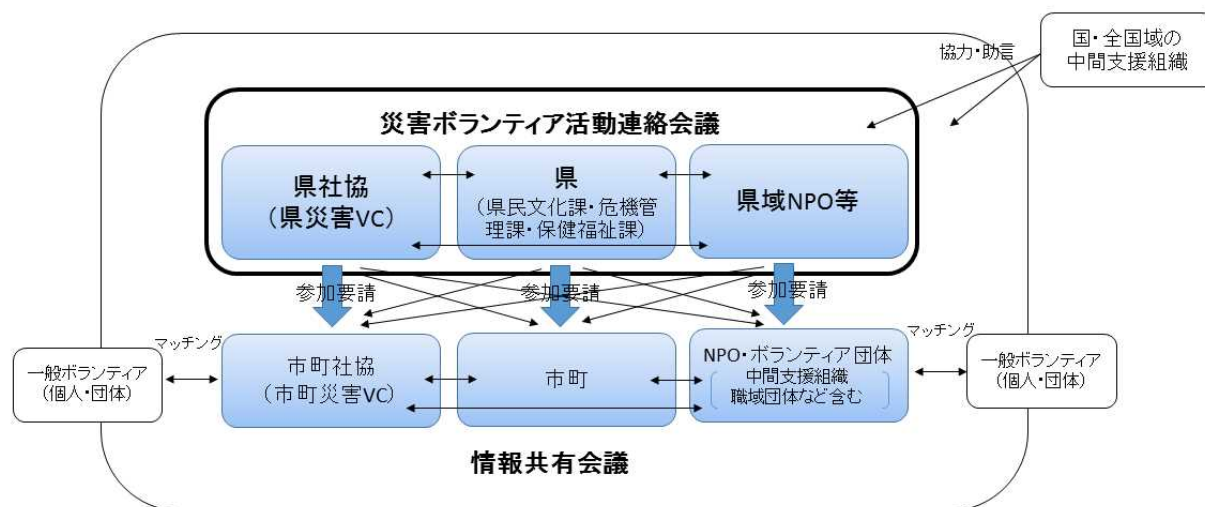 国・全国域の
中間支援組織
協力・助言
災害ボランティア活動連絡会議
県社協
（県災害VC）
県
（県民文化課・危機管
理課・保健福祉課）
県域NPO等
参加要請
参加要請
参加要請
マッチング
マッチング
一般ボランティア
（個人・団体）
市町社協
（市町災害VC）
市町
NPO・ボランティア団体
中間支援組織
職域団体など含む
一般ボランティア
（個人・団体）
情報共有会議